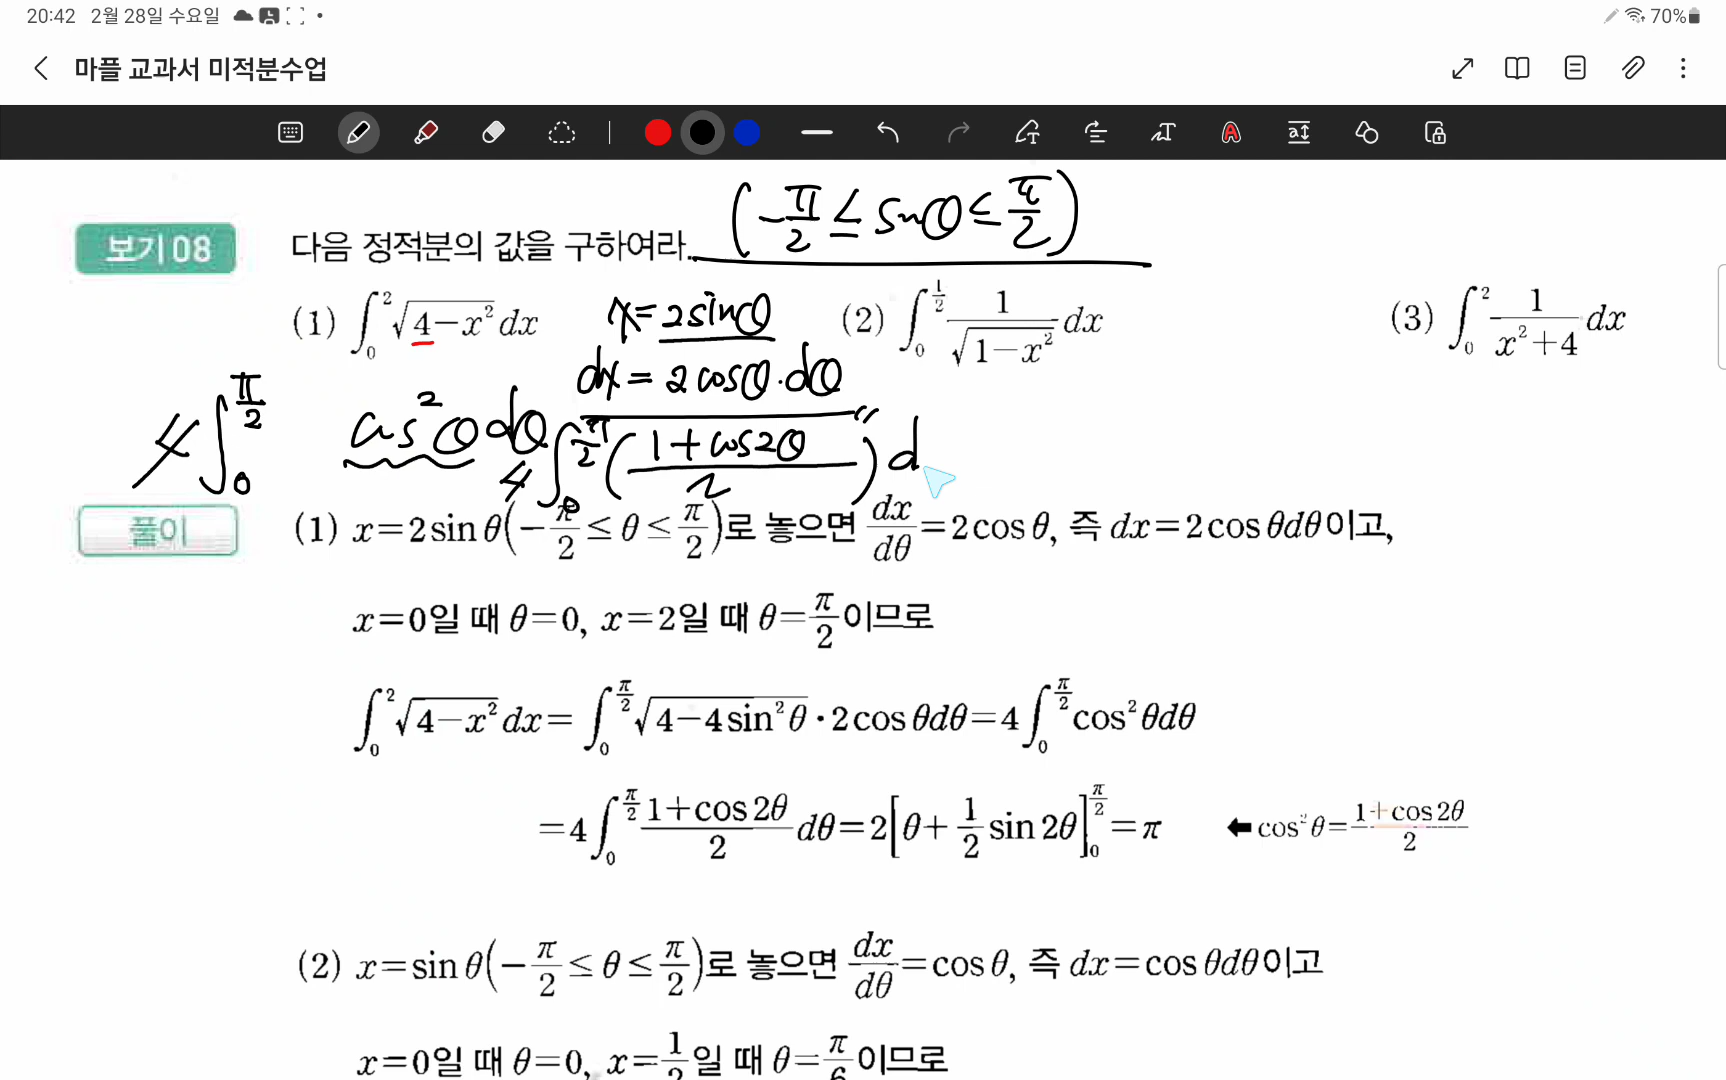 20:42 2월 28일 수요일 70%
마플 교과서 미적분수업
(-π/2 ≤ sinθ ≤ π/2)
보기 08 다음 정적분의 값을 구하여라.
(1) ∫₀² √(4-x²) dx x=2sinθ (2) ∫₀^(1/2) 1/√(1-x²) dx (3) ∫₀² 1/(x²+4) dx
dx = 2cosθ·dθ
4∫₀^(π/2) cos²θ dθ
4∫₀^(π/2) ((1+cos2θ)/2) d
풀이 (1) x=2sinθ(-π/2 ≤ θ ≤ π/2)로 놓으면 dx/dθ=2cosθ, 즉 dx=2cosθdθ이고,
x=0일 때 θ=0, x=2일 때 θ=π/2이므로
∫₀² √(4-x²) dx = ∫₀^(π/2) √(4-4sin²θ)·2cosθdθ=4∫₀^(π/2) cos²θdθ
=4∫₀^(π/2) (1+cos2θ)/2 dθ=2[θ+1/2 sin2θ]₀^(π/2)=π ← cos²θ=(1+cos2θ)/2
(2) x=sinθ(-π/2 ≤ θ ≤ π/2)로 놓으면 dx/dθ=cosθ, 즉 dx=cosθdθ이고
x=0일 때 θ=0, x=1/2일 때 θ=π/6이므로